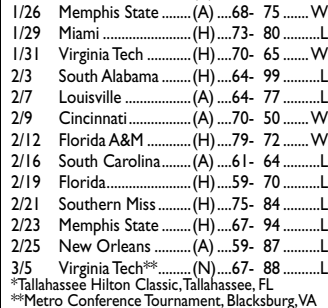 1/26 Memphis State ........(A) ....68- 75 .......W
1/29 Miami ....................(H) ....73- 80 ..........L
1/31 Virginia Tech ..........(H) ....70- 65 .......W
2/3 South Alabama ........(H) ....64- 99 ..........L
2/7 Louisville ................(A) ....64- 77 ..........L
2/9 Cincinnati ................(A) ....70- 50 .......W
2/12 Florida A&M ............(H) ....79- 72 .......W
2/16 South Carolina ........(A) ....61- 64 ..........L
2/19 Florida ....................(H) ....59- 70 ..........L
2/21 Southern Miss ..........(H) ....75- 84 ..........L
2/23 Memphis State ........(H) ....67- 94 ..........L
2/25 New Orleans ..........(A) ....59- 87 ..........L
3/5 Virginia Tech** ........(N) ....67- 88 ..........L
*Tallahassee Hilton Classic, Tallahassee, FL
**Metro Conference Tournament, Blacksburg, VA